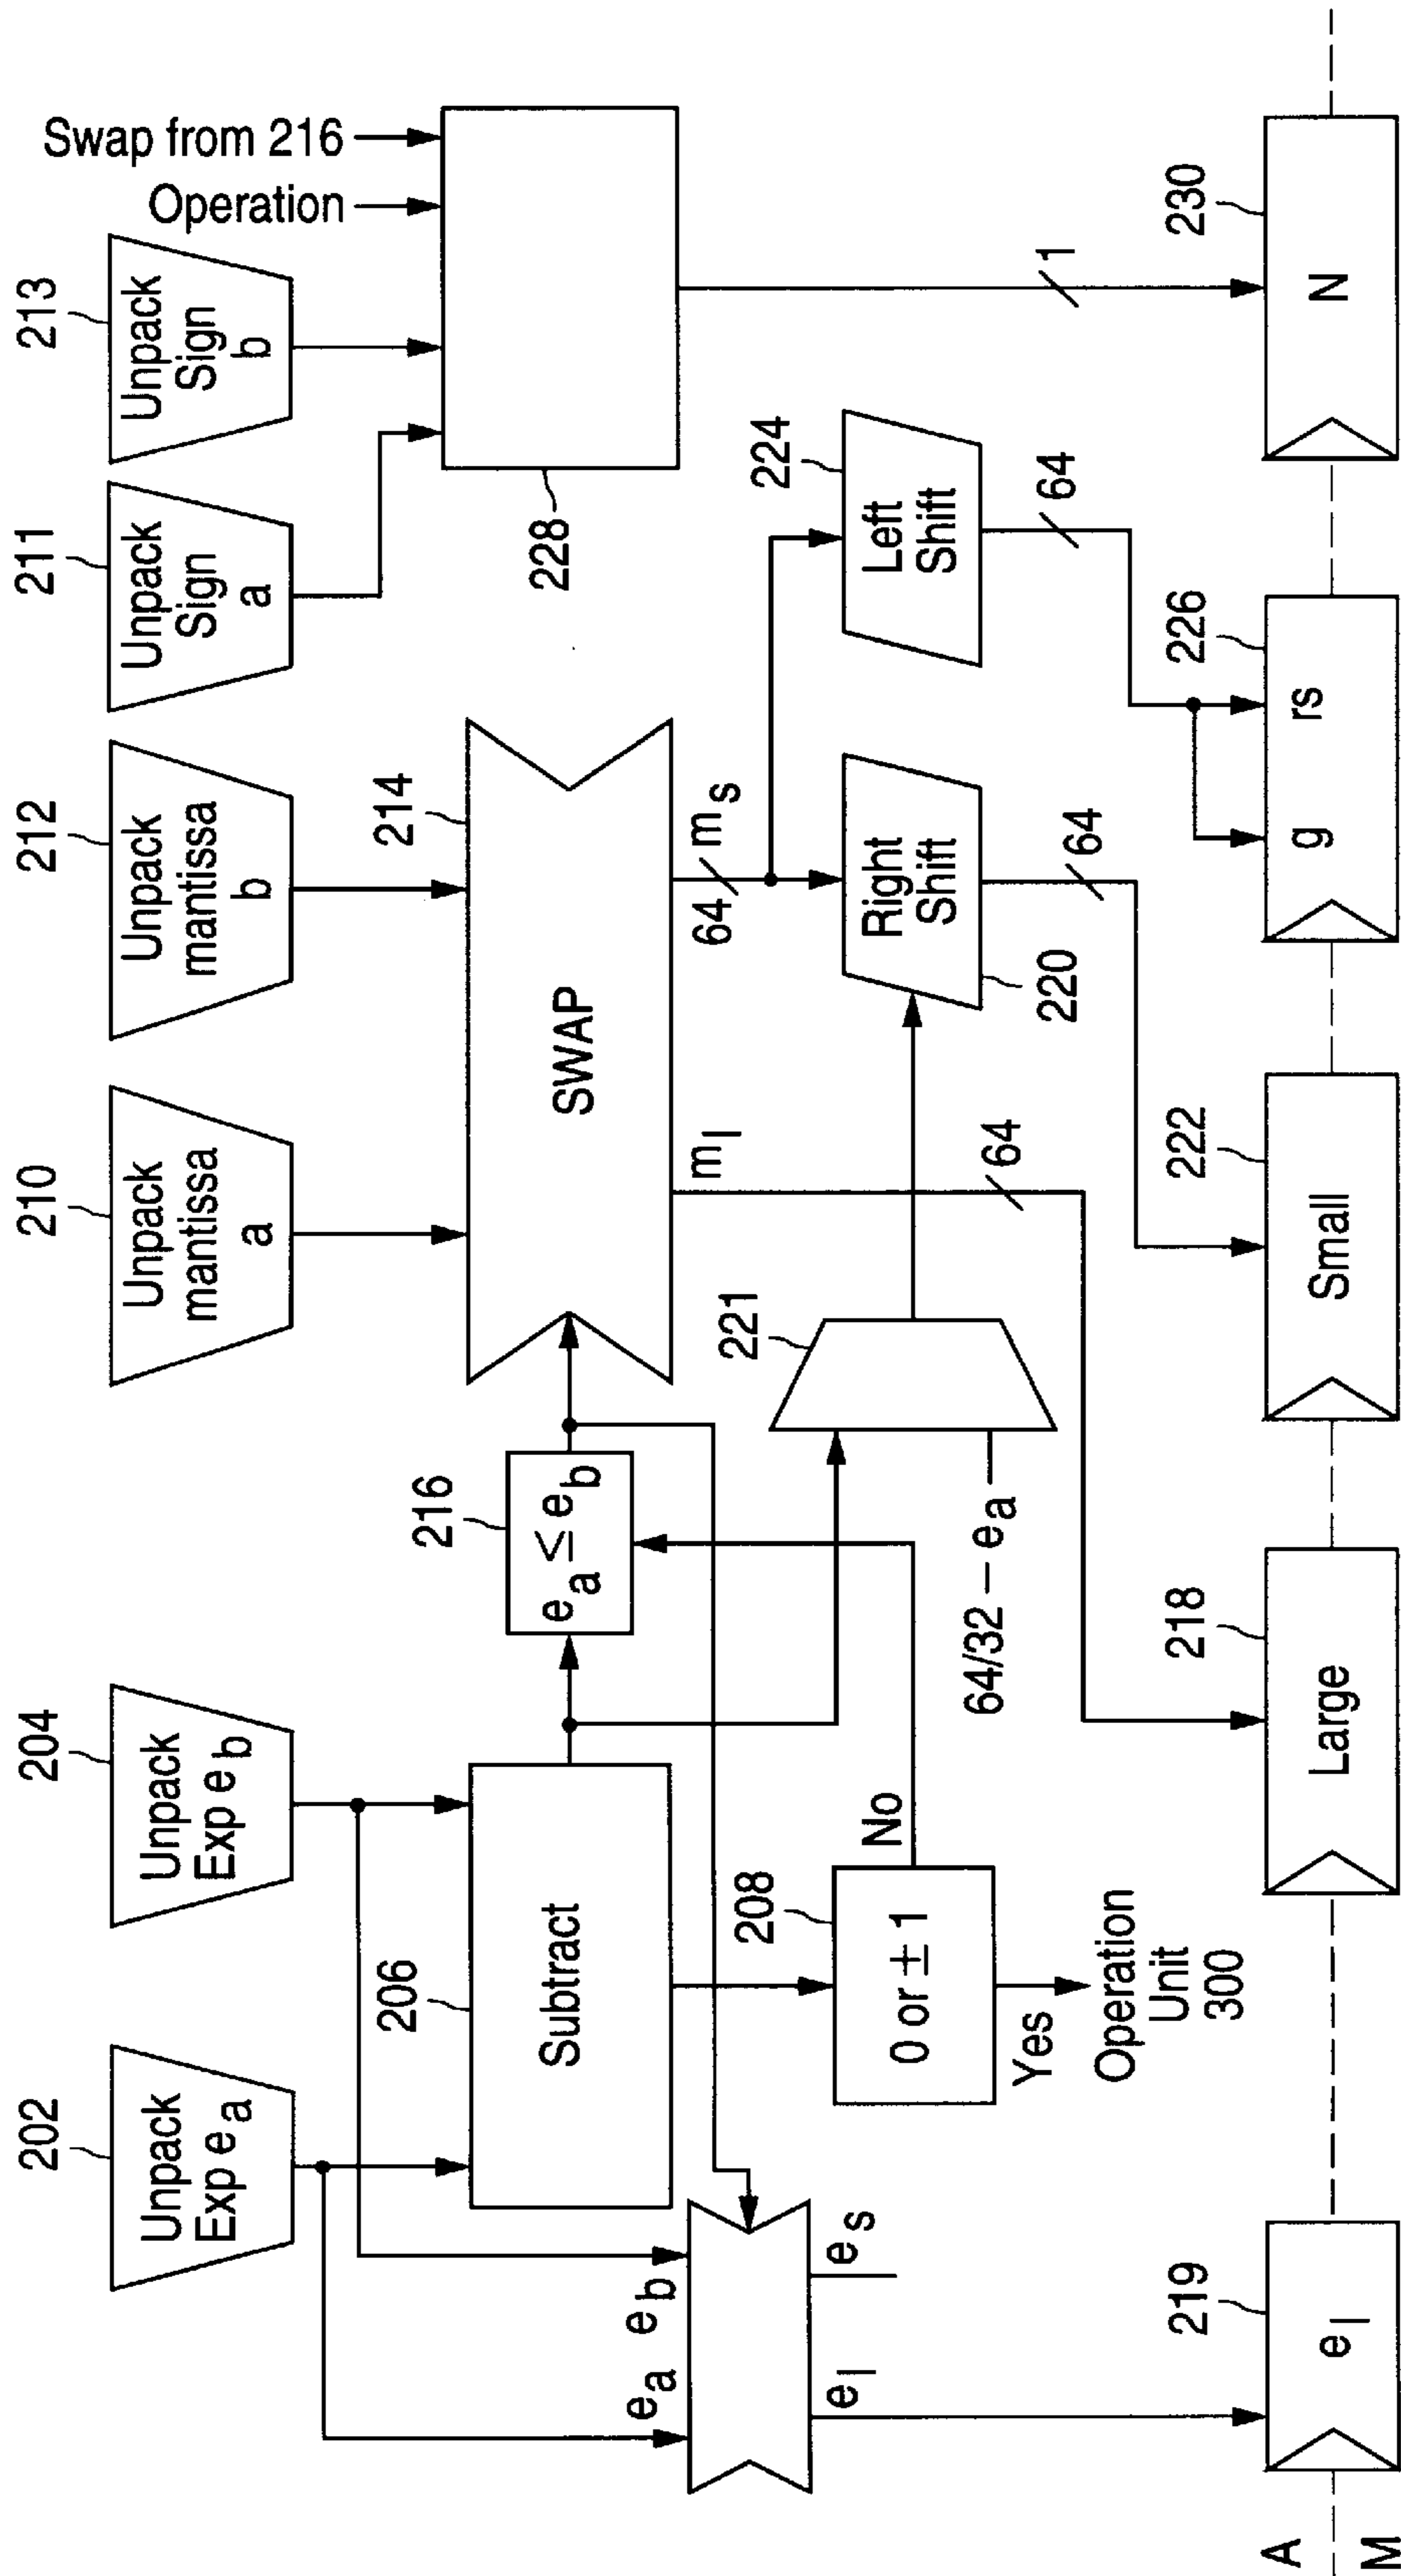 202
Unpack
Exp e_a
204
Unpack
Exp e_b
210
Unpack
mantissa
a
212
Unpack
mantissa
b
211
Unpack
Sign
a
213
Unpack
Sign
b
Swap from 216
Operation
206
Subtract
216
e_a ≤ e_b
214
SWAP
228
e_a
e_b
e_l
e_s
208
0 or ± 1
No
Yes
Operation
Unit
300
221
64/32 – e_a
m_l
64
64
m_s
Right
Shift
220
64
224
Left
Shift
64
1
A
M
219
e_l
218
Large
222
Small
226
g
rs
230
N